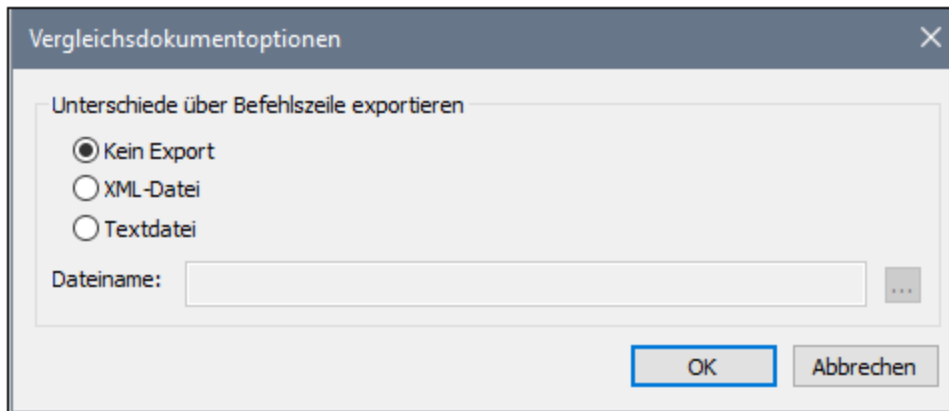 Vergleichsdokumentoptionen
Unterschiede über Befehlszeile exportieren
Kein Export
XML-Datei
Textdatei
Dateiname:
...
OK Abbrechen